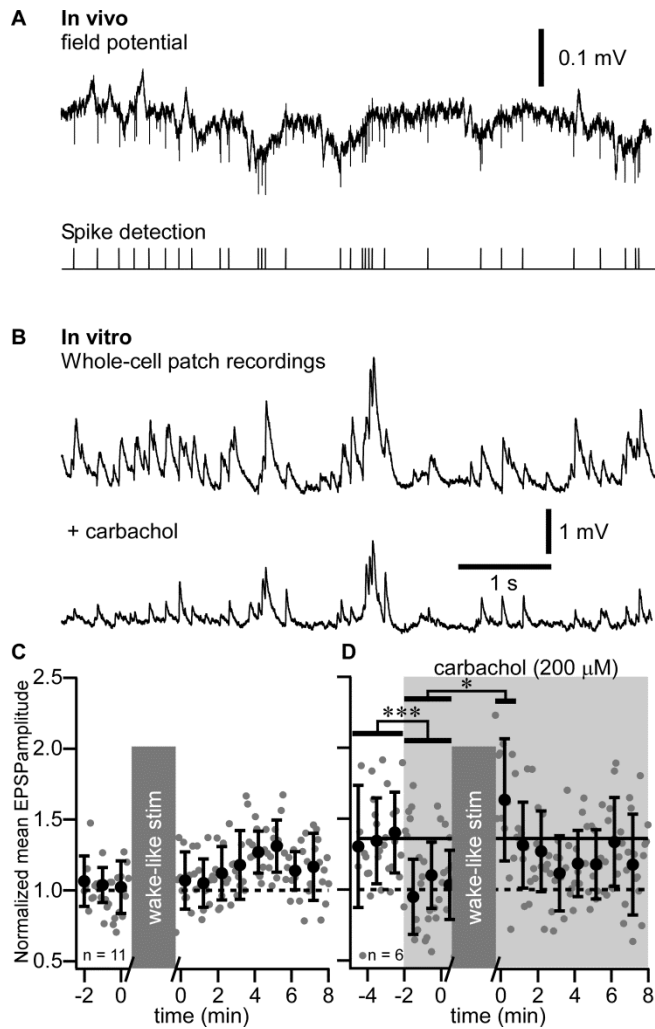 A In vivo
field potential
0.1 mV
Spike detection
B In vitro
Whole-cell patch recordings
+ carbachol
1 mV
1 s
C
D
carbachol (200 μM)
Normalized mean EPSPamplitude
2.5
2.0
1.5
1.0
0.5
***
*
wake-like stim
wake-like stim
n = 11
n = 6
-2 0 0 2 4 6 8
-4 -2 0 0 2 4 6 8
time (min)
time (min)